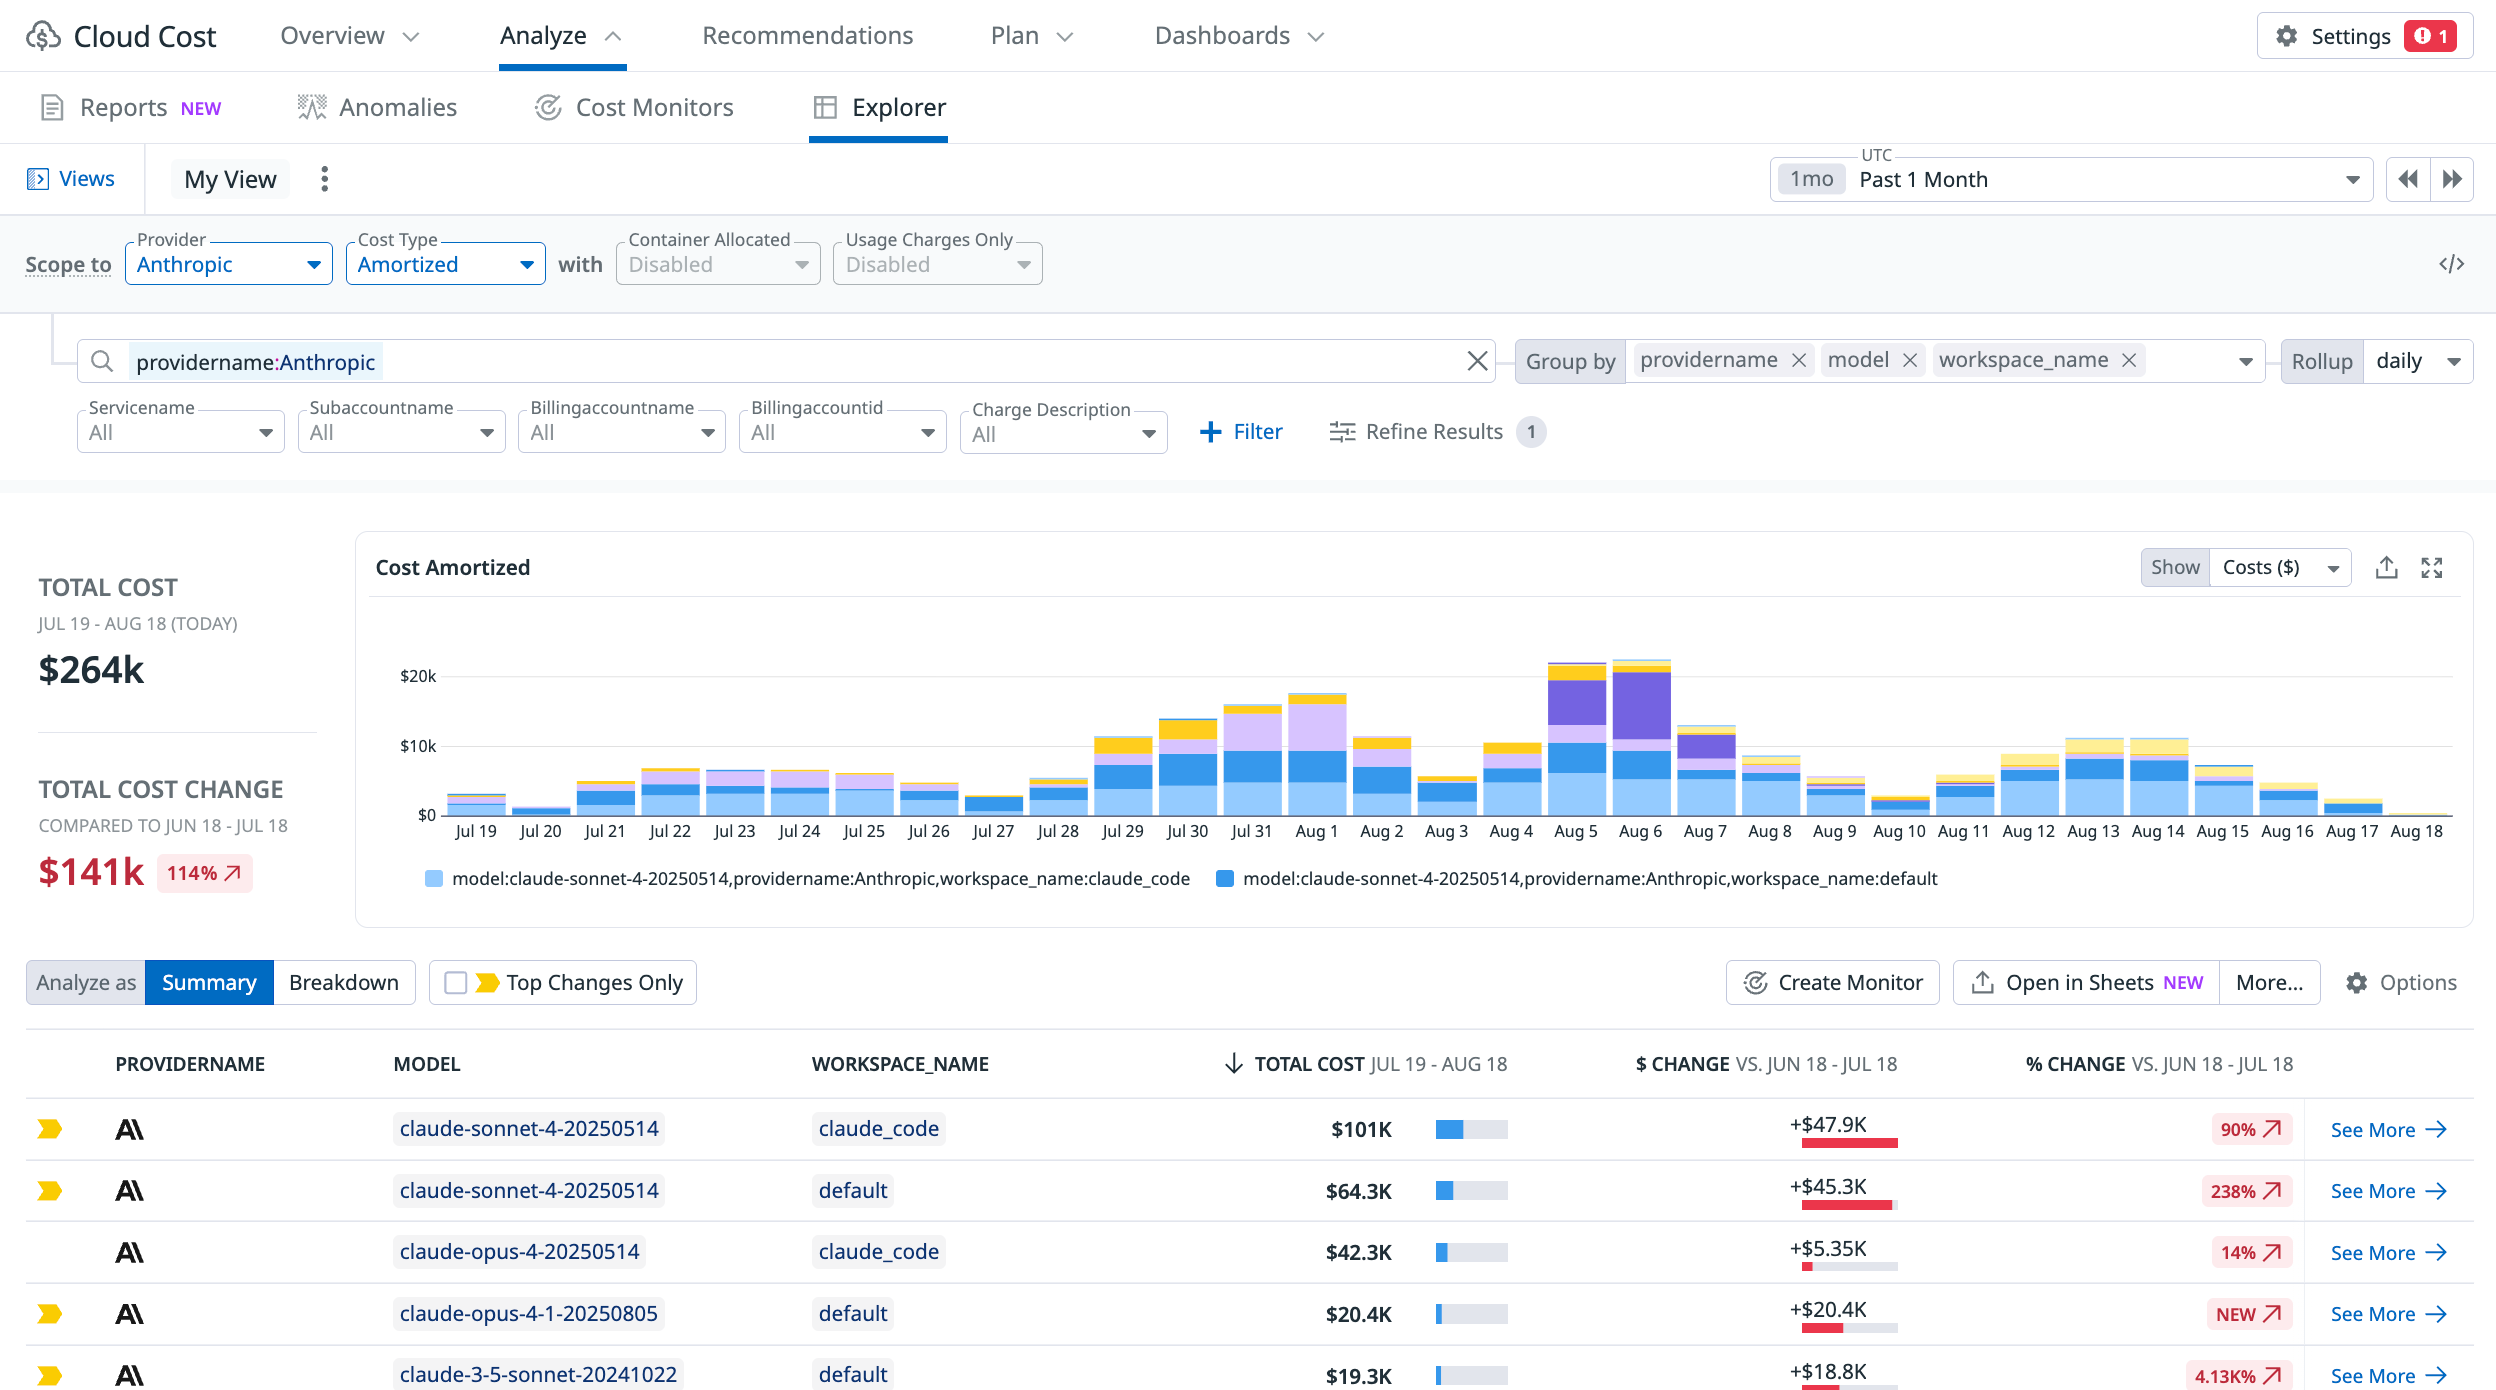 Cloud Cost Overview Analyze Recommendations Plan Dashboards Settings 1
Reports NEW Anomalies Cost Monitors Explorer
Views My View 1mo UTC Past 1 Month
Scope to Provider Anthropic Cost Type Amortized with Container Allocated Disabled Usage Charges Only Disabled </>
providername:Anthropic Group by providername model workspace_name Rollup daily
Servicename Subaccountname Billingaccountname Billingaccountid Charge Description
All All All All All + Filter Refine Results 1
TOTAL COST
JUL 19 - AUG 18 (TODAY)
$264k
TOTAL COST CHANGE
COMPARED TO JUN 18 - JUL 18
$141k 114%
Cost Amortized Show Costs ($)
$20k
$10k
$0
Jul 19 Jul 20 Jul 21 Jul 22 Jul 23 Jul 24 Jul 25 Jul 26 Jul 27 Jul 28 Jul 29 Jul 30 Jul 31 Aug 1 Aug 2 Aug 3 Aug 4 Aug 5 Aug 6 Aug 7 Aug 8 Aug 9 Aug 10 Aug 11 Aug 12 Aug 13 Aug 14 Aug 15 Aug 16 Aug 17 Aug 18
model:claude-sonnet-4-20250514,providername:Anthropic,workspace_name:claude_code model:claude-sonnet-4-20250514,providername:Anthropic,workspace_name:default
Analyze as Summary Breakdown Top Changes Only Create Monitor Open in Sheets NEW More... Options
PROVIDERNAME MODEL WORKSPACE_NAME TOTAL COST JUL 19 - AUG 18 $ CHANGE VS. JUN 18 - JUL 18 % CHANGE VS. JUN 18 - JUL 18
claude-sonnet-4-20250514 claude_code $101K +$47.9K 90% See More
claude-sonnet-4-20250514 default $64.3K +$45.3K 238% See More
claude-opus-4-20250514 claude_code $42.3K +$5.35K 14% See More
claude-opus-4-1-20250805 default $20.4K +$20.4K NEW See More
claude-3-5-sonnet-20241022 default $19.3K +$18.8K 4.13K% See More